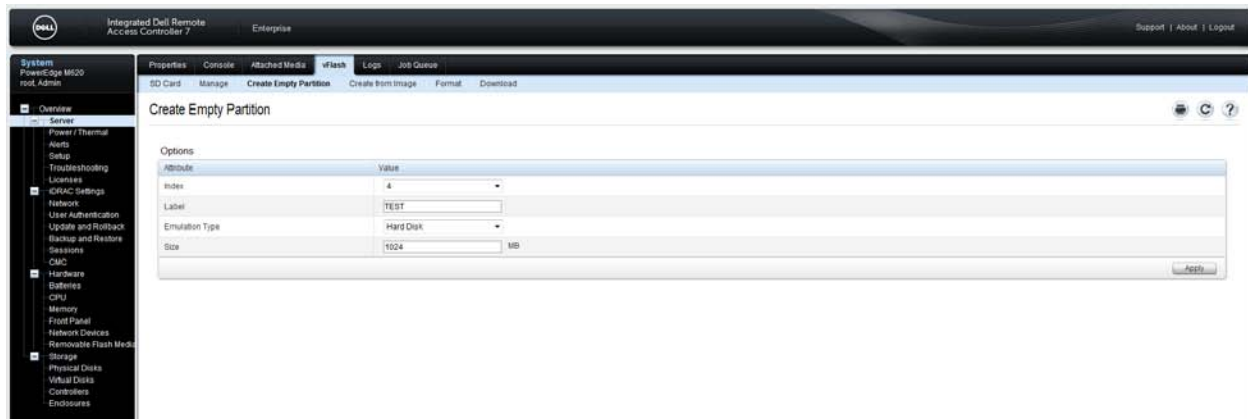 DELL
Integrated Dell Remote
Access Controller 7
Enterprise
Support | About | Logout
System
PowerEdge M620
root, Admin
Properties Console Attached Media vFlash Logs Job Queue
SD Card Manage Create Empty Partition Create from Image Format Download
Overview
Server
Power / Thermal
Alerts
Setup
Troubleshooting
Licenses
iDRAC Settings
Network
User Authentication
Update and Rollback
Backup and Restore
Sessions
CMC
Hardware
Batteries
CPU
Memory
Front Panel
Network Devices
Removable Flash Media
Storage
Physical Disks
Virtual Disks
Controllers
Enclosures
Create Empty Partition
?
Options
Attribute Value
Index 4
Label TEST
Emulation Type Hard Disk
Size 1024 MB
Apply